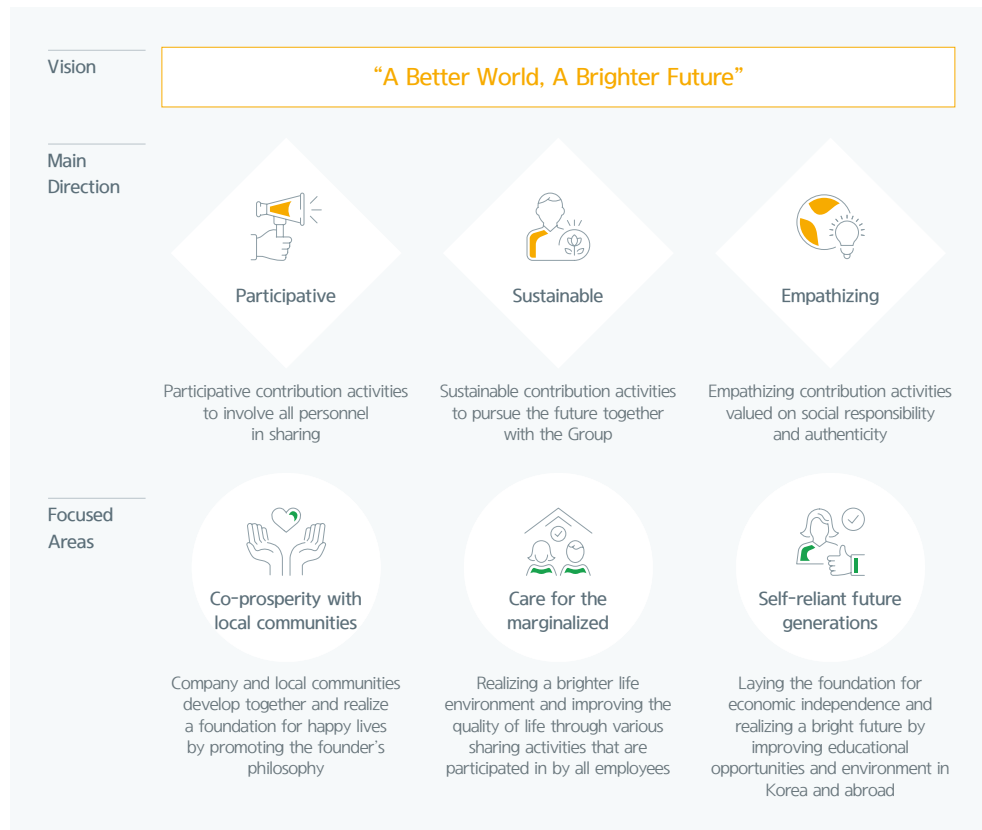 Vision
“A Better World, A Brighter Future”
Main
Direction
Participative
Sustainable
Empathizing
Participative contribution activities
to involve all personnel
in sharing
Sustainable contribution activities
to pursue the future together
with the Group
Empathizing contribution activities
valued on social responsibility
and authenticity
Focused
Areas
Co-prosperity with
local communities
Care for the
marginalized
Self-reliant future
generations
Company and local communities
develop together and realize
a foundation for happy lives
by promoting the founder’s
philosophy
Realizing a brighter life
environment and improving the
quality of life through various
sharing activities that are
participated in by all employees
Laying the foundation for
economic independence and
realizing a bright future by
improving educational
opportunities and environment in
Korea and abroad